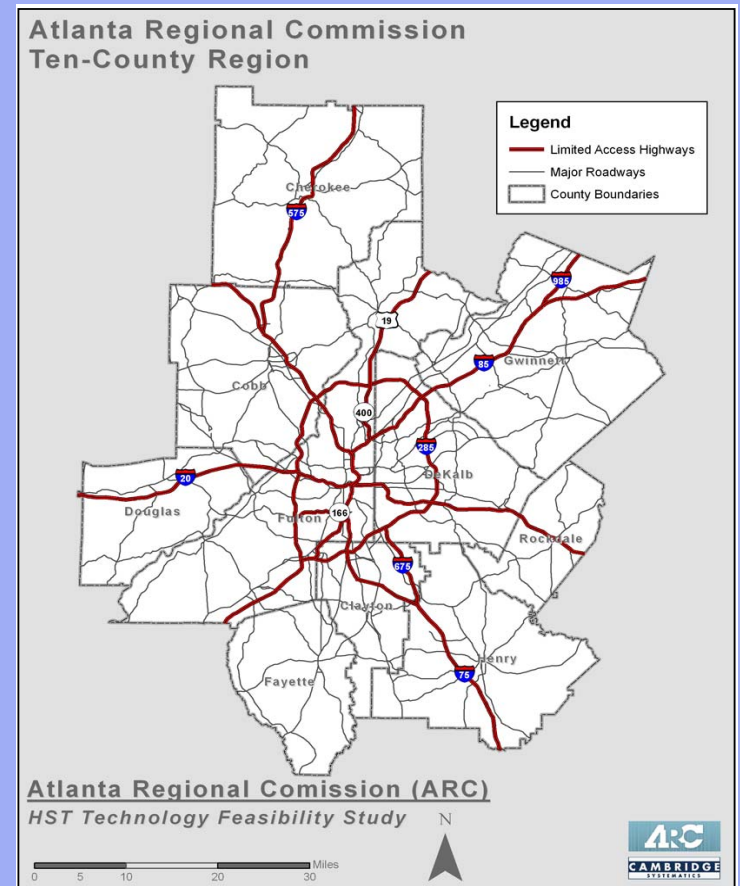 Atlanta Regional Commission
Ten-County Region
Legend
Limited Access Highways
Major Roadways
County Boundaries
Cherokee
575
985
19
85
Gwinnett
Cobb
400
285
DeKalb
20
Douglas
Fulton
166
Rockdale
675
Clayton
Henry
75
Fayette
Atlanta Regional Comission (ARC)
HST Technology Feasibility Study
N
Miles
0 5 10 20 30
ARC
CAMBRIDGE
SYSTEMATICS